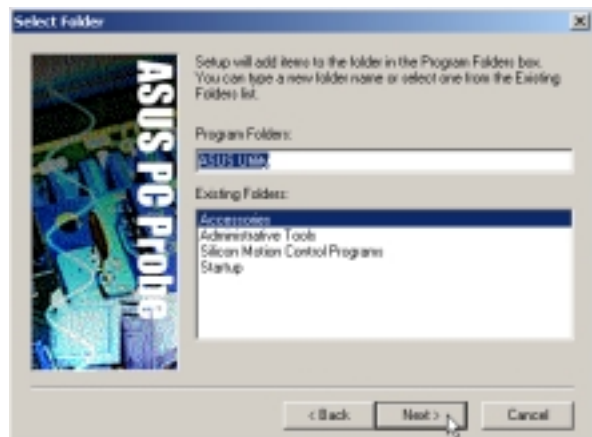 Select Folder
ASUS PC Probe
Setup will add items to the folder in the Program Folders box.
You can type a new folder name or select one from the Existing
Folders list.
Program Folders:
ASUS Utility
Existing Folders:
Accessories
Administrative Tools
Silicon Motion Control Programs
Startup
< Back
Next >
Cancel